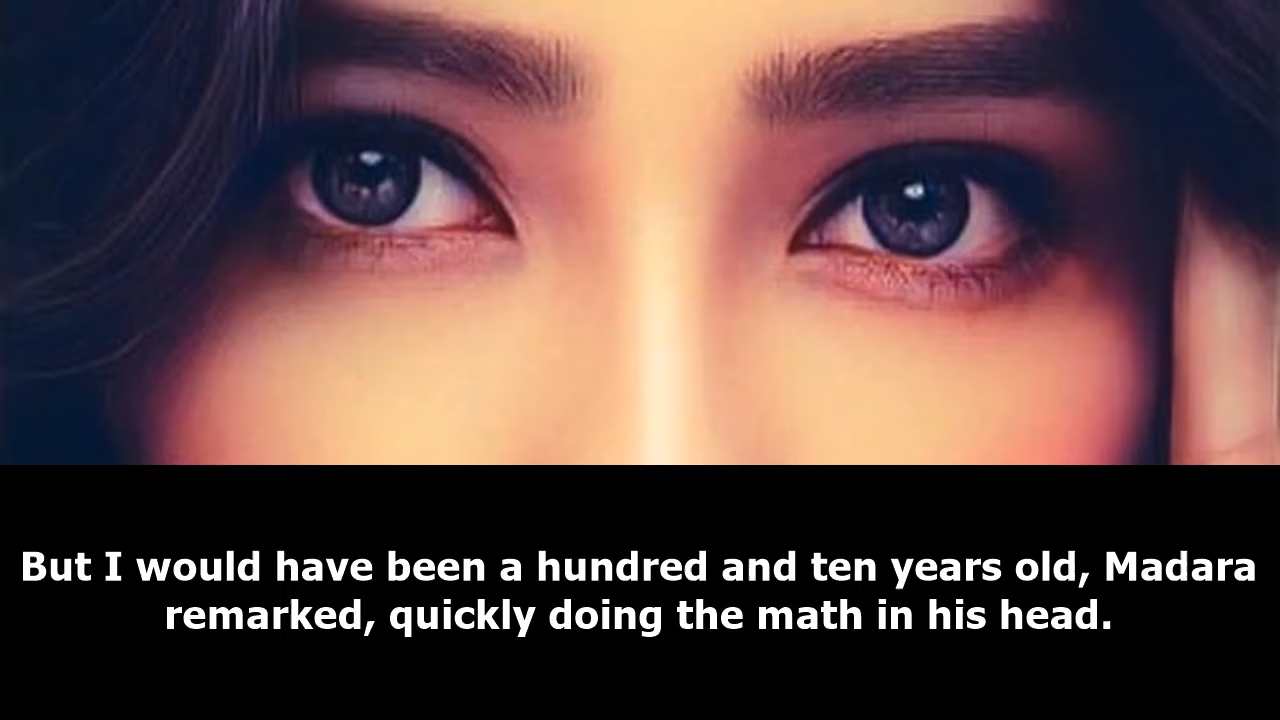 But I would have been a hundred and ten years old, Madara
remarked, quickly doing the math in his head.